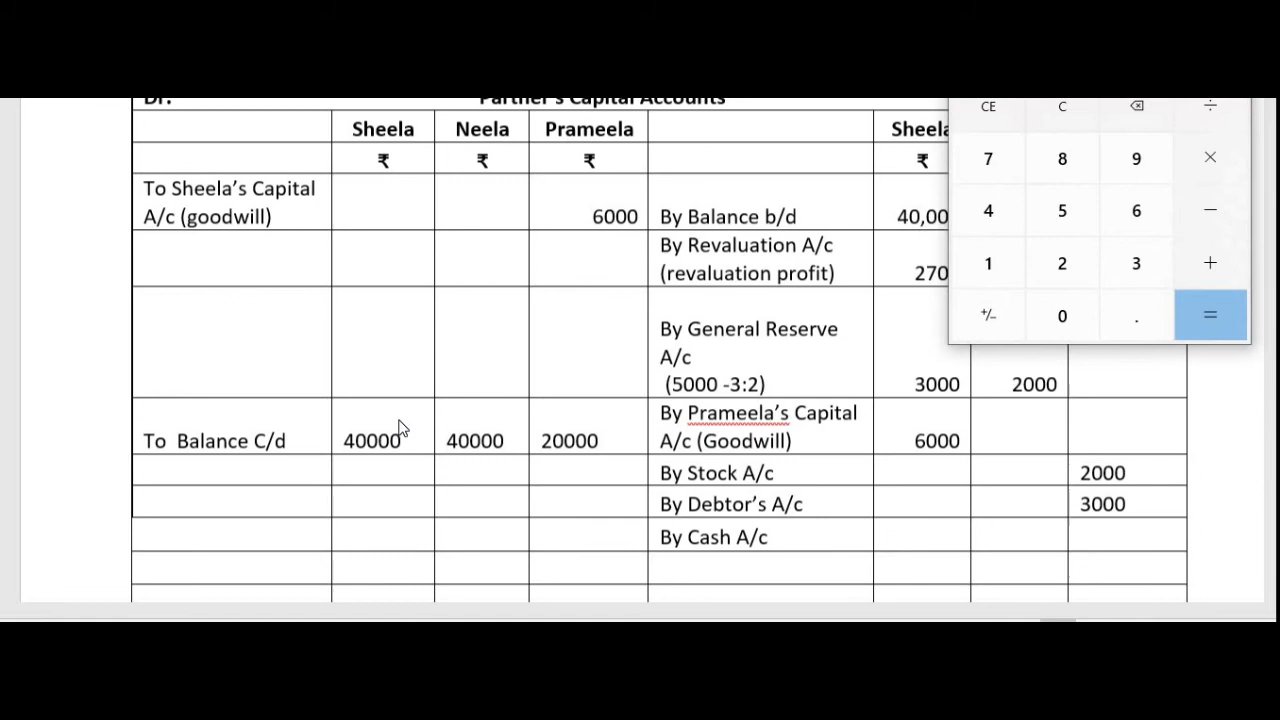 Dr. Partner's Capital Accounts
Sheela Neela Prameela
₹ ₹ ₹ ₹
To Sheela's Capital
A/c (goodwill) 6000 By Balance b/d
By Revaluation A/c
(revaluation profit)
By General Reserve
A/c
(5000 -3:2) 3000 2000
By Prameela's Capital
To Balance C/d 40000 40000 20000 A/c (Goodwill) 6000
By Stock A/c 2000
By Debtor's A/c 3000
By Cash A/c
CE C ÷
7 8 9 ×
4 5 6 −
1 2 3 +
+/− 0 . =